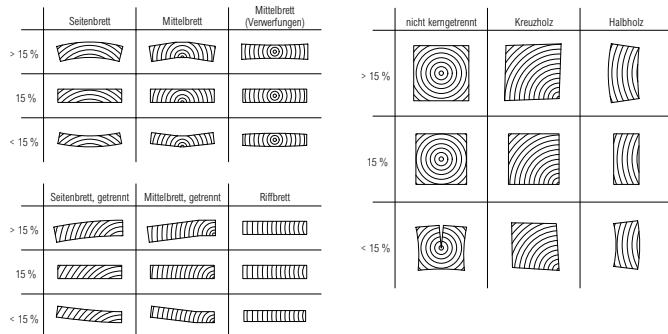 Seitenbrett
Mittelbrett
Mittelbrett
(Verwerfungen)
> 15 %
15 %
< 15 %
Seitenbrett, getrennt
Mittelbrett, getrennt
Riffbrett
> 15 %
15 %
< 15 %
nicht kerngetrennt
Kreuzholz
Halbholz
> 15 %
15 %
< 15 %